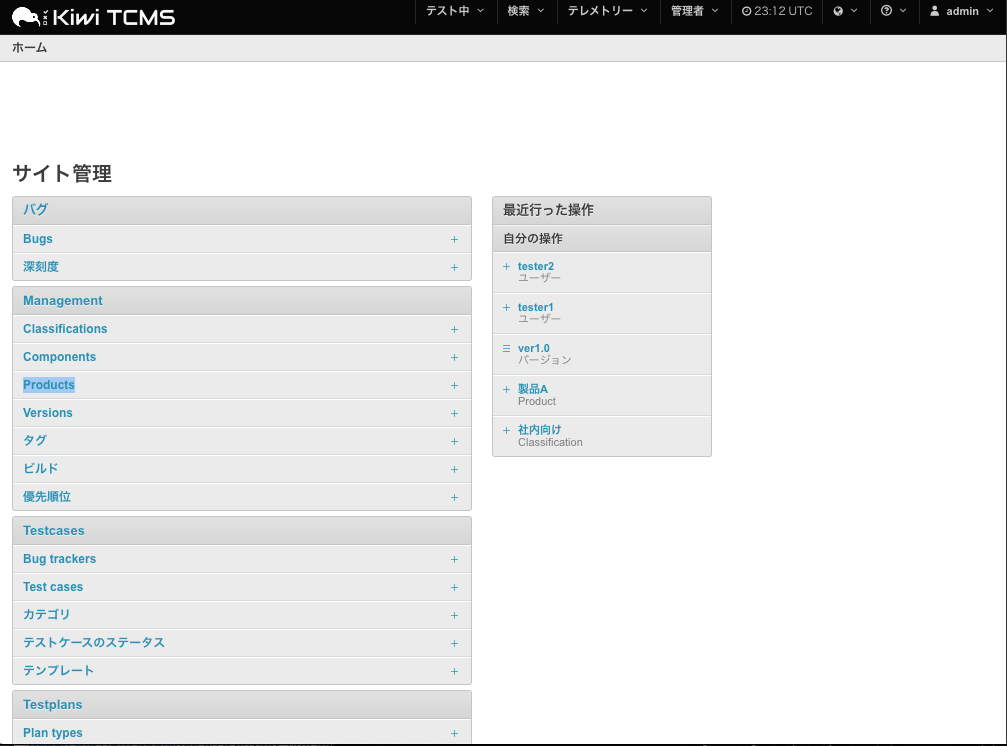 Kiwi TCMS
テスト中
検索
テレメトリー
管理者
23:12 UTC
admin
ホーム
サイト管理
バグ
Bugs
深刻度
Management
Classifications
Components
Products
Versions
タグ
ビルド
優先順位
Testcases
Bug trackers
Test cases
カテゴリ
テストケースのステータス
テンプレート
Testplans
Plan types
最近行った操作
自分の操作
tester2
ユーザー
tester1
ユーザー
ver1.0
バージョン
製品A
Product
社内向け
Classification